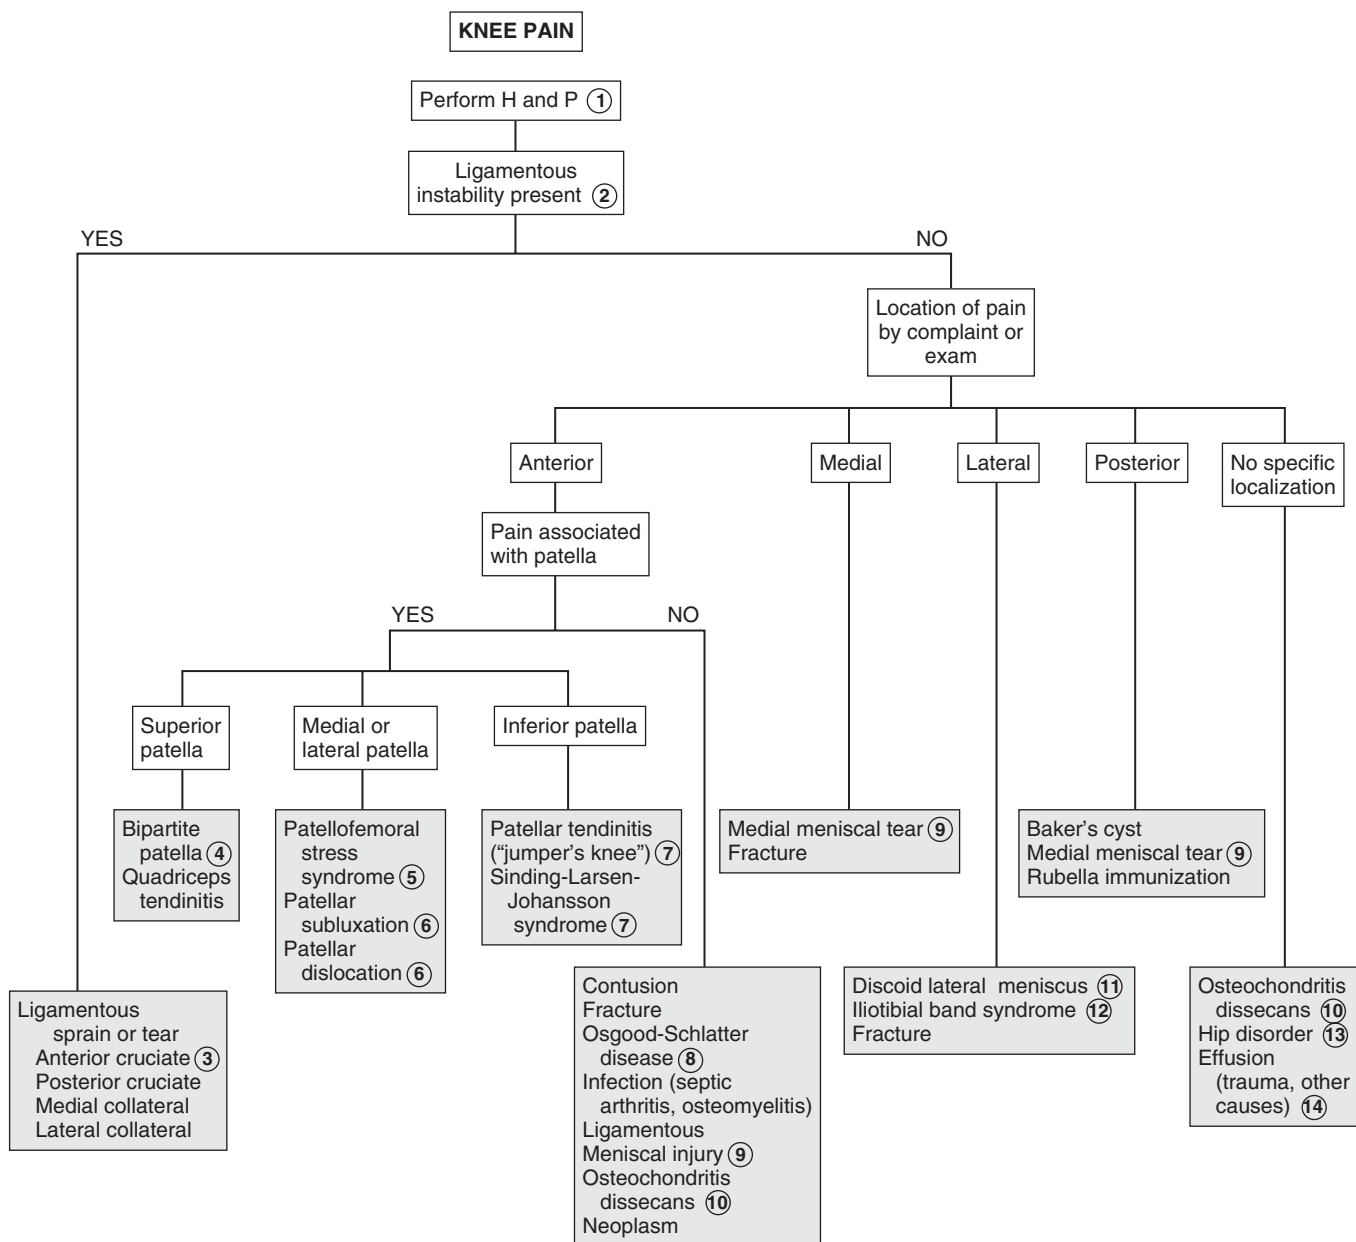 KNEE PAIN
Perform H and P 1
Ligamentous
instability present 2
YES
NO
Location of pain
by complaint or
exam
Anterior
Medial
Lateral
Posterior
No specific
localization
Pain associated
with patella
YES
NO
Superior
patella
Medial or
lateral patella
Inferior patella
Bipartite
patella 4
Quadriceps
tendinitis
Patellofemoral
stress
syndrome 5
Patellar
subluxation 6
Patellar
dislocation 6
Patellar tendinitis
("jumper's knee") 7
Sinding-Larsen-
Johansson
syndrome 7
Medial meniscal tear 9
Fracture
Baker's cyst
Medial meniscal tear 9
Rubella immunization
Ligamentous
sprain or tear
Anterior cruciate 3
Posterior cruciate
Medial collateral
Lateral collateral
Contusion
Fracture
Osgood-Schlatter
disease 8
Infection (septic
arthritis, osteomyelitis)
Ligamentous
Meniscal injury 9
Osteochondritis
dissecans 10
Neoplasm
Discoid lateral meniscus 11
Iliotibial band syndrome 12
Fracture
Osteochondritis
dissecans 10
Hip disorder 13
Effusion
(trauma, other
causes) 14